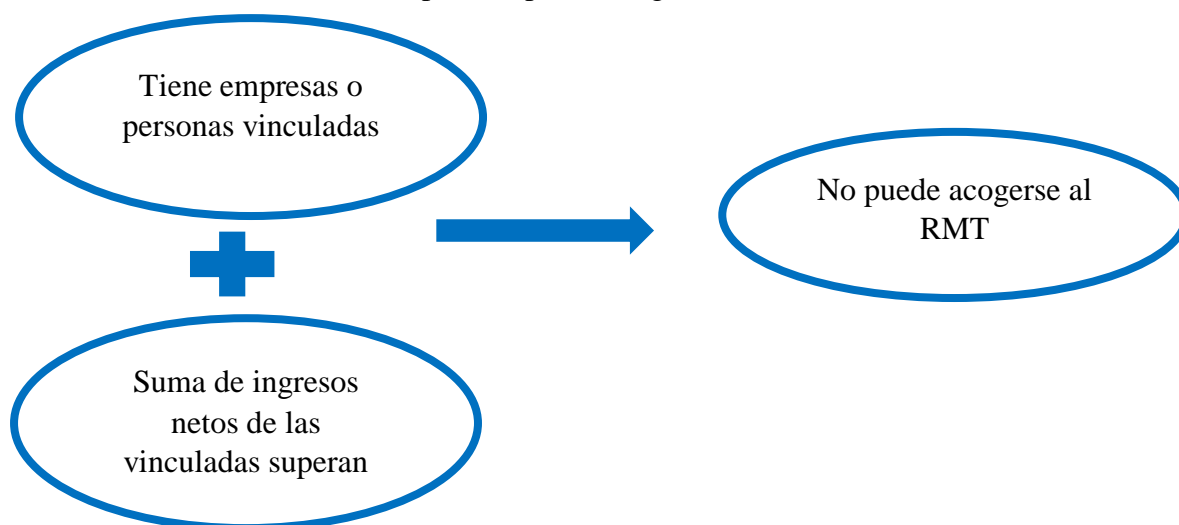 Tiene empresas o
personas vinculadas
No puede acogerse al
RMT
Suma de ingresos
netos de las
vinculadas superan